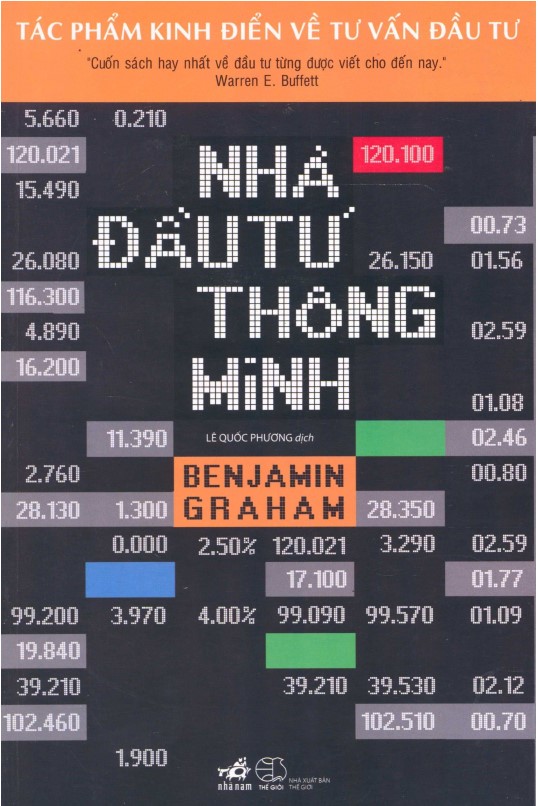 TÁC PHẨM KINH ĐIỂN VỀ TƯ VẤN ĐẦU TƯ
"Cuốn sách hay nhất về đầu tư từng được viết cho đến nay."
Warren E. Buffett
5.660 0.210
120.021 NHÀ 120.100
15.490
00.73
26.080 ĐẦU TƯ 26.150 01.56
116.300 THÔNG
4.890 02.59
16.200 MINH
01.08
11.390 LÊ QUỐC PHƯƠNG dịch 02.46
2.760 BENJAMIN 00.80
28.130 1.300 GRAHAM 28.350
0.000 2.50% 120.021 3.290 02.59
17.100 01.77
99.200 3.970 4.00% 99.090 99.570 01.09
19.840
39.210 39.210 39.530 02.12
102.460 102.510 00.70
1.900
nhã nam THẾ GIỚI NHÀ XUẤT BẢN
THẾ GIỚI